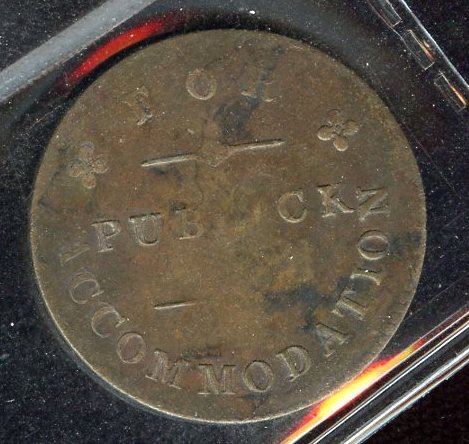 FOR
PUB CK
ACCOMMODATION